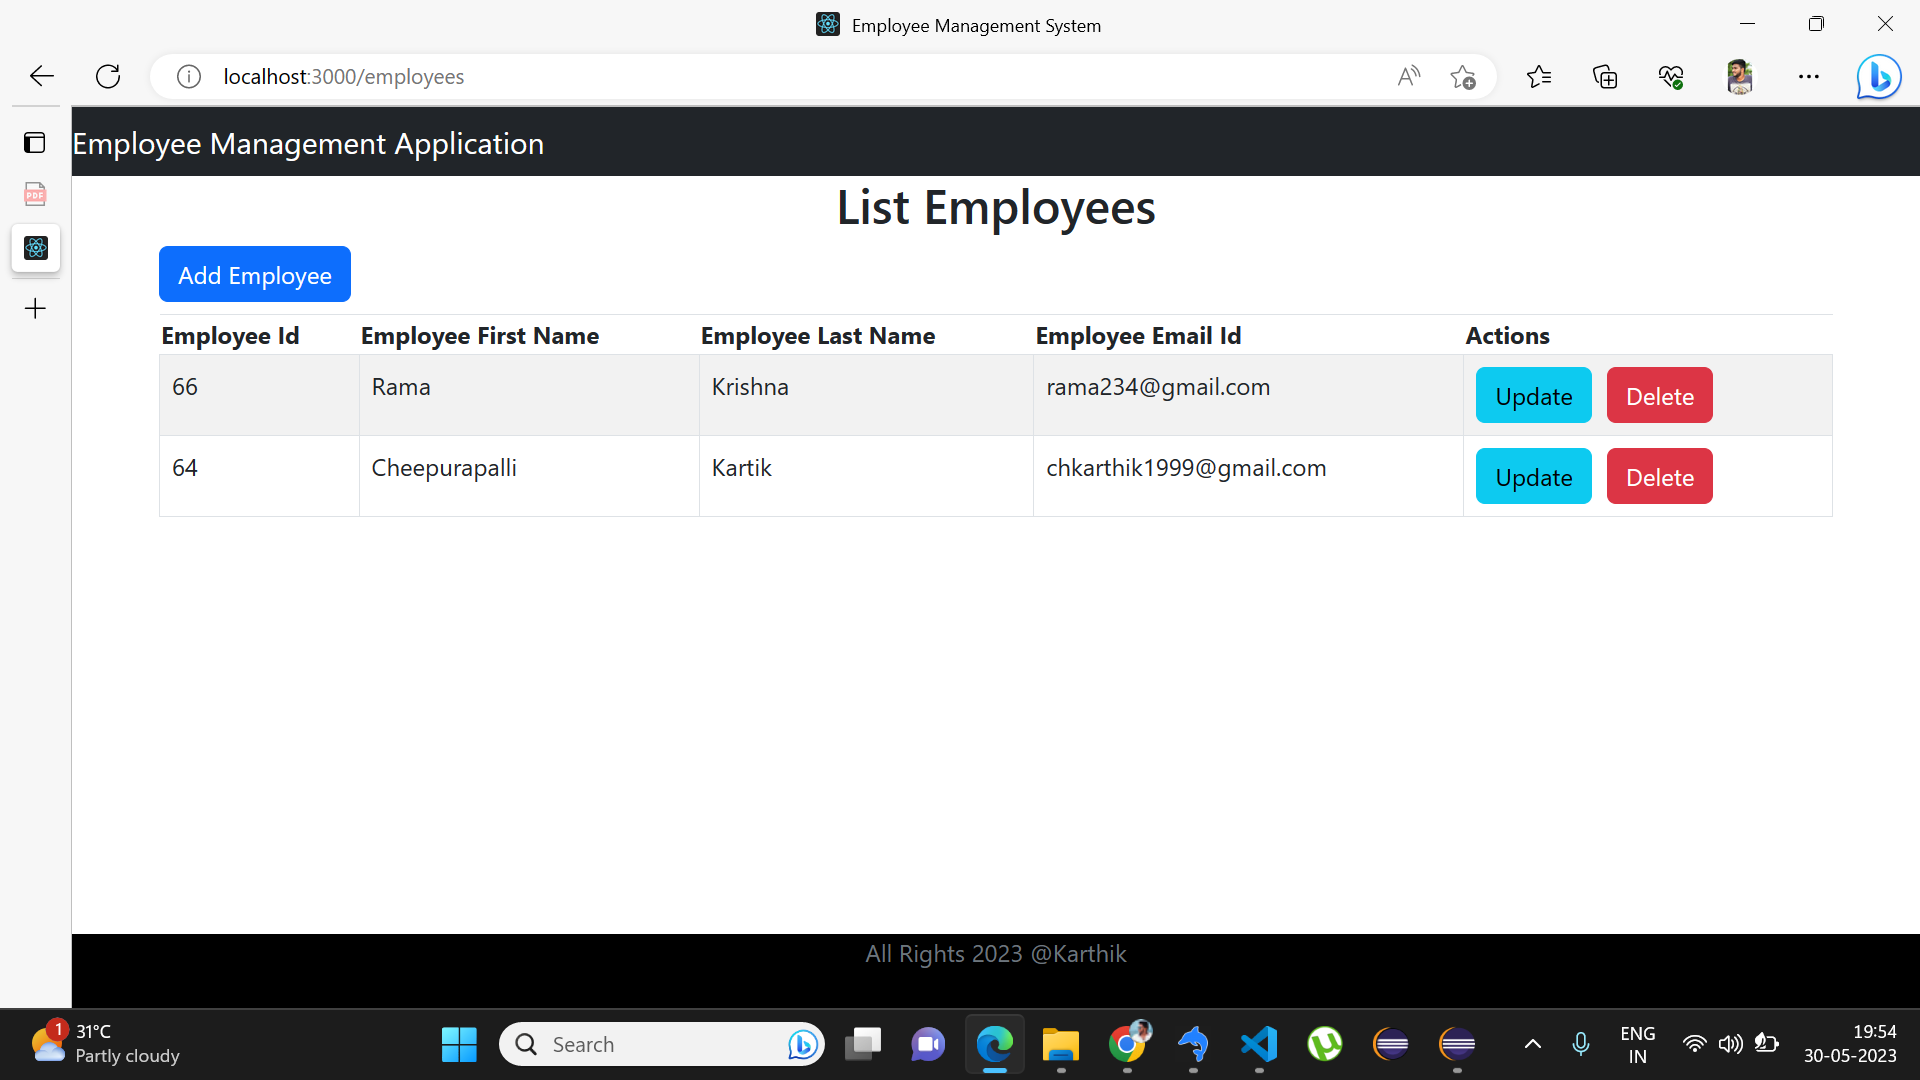 Employee Management System
localhost:3000/employees
Employee Management Application
List Employees
Add Employee
Employee Id Employee First Name Employee Last Name Employee Email Id Actions
66 Rama Krishna rama234@gmail.com Update Delete
64 Cheepurapalli Kartik chkarthik1999@gmail.com Update Delete
All Rights 2023 @Karthik
1 31°C
Partly cloudy
Search
ENG
IN
19:54
30-05-2023
PDF